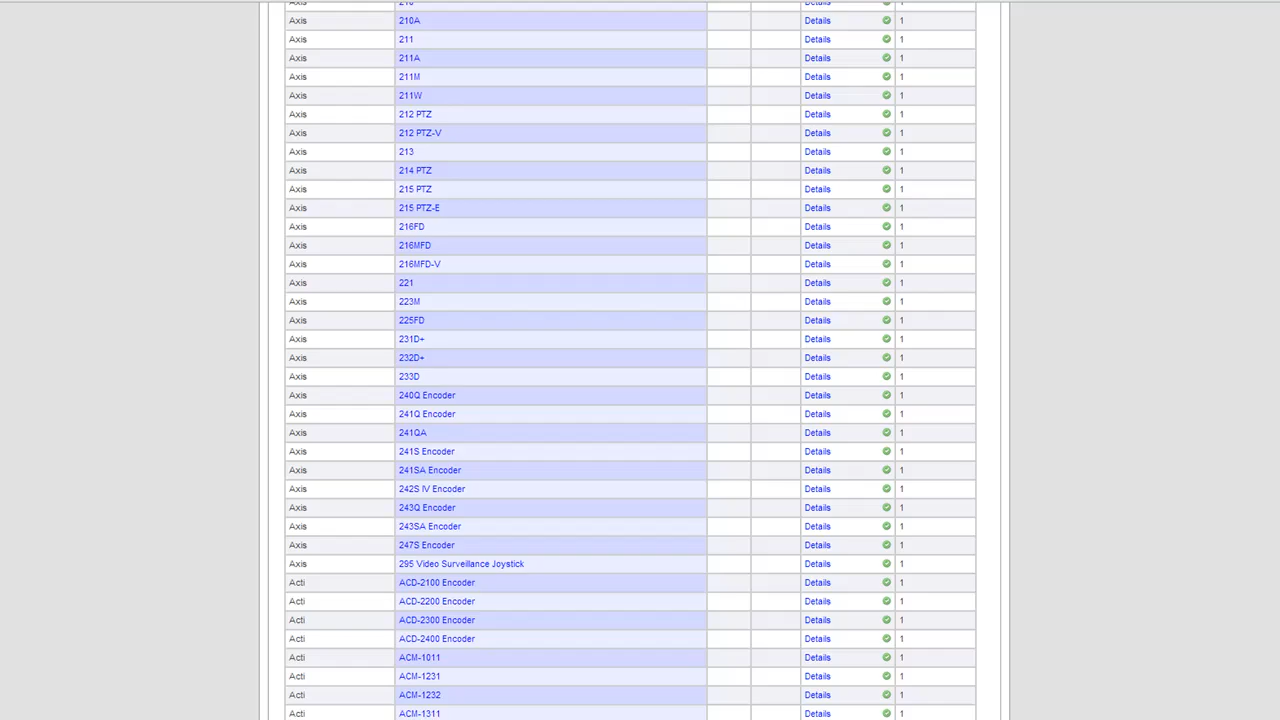 Axis 210 Details 1
Axis 210A Details 1
Axis 211 Details 1
Axis 211A Details 1
Axis 211M Details 1
Axis 211W Details 1
Axis 212 PTZ Details 1
Axis 212 PTZ-V Details 1
Axis 213 Details 1
Axis 214 PTZ Details 1
Axis 215 PTZ Details 1
Axis 215 PTZ-E Details 1
Axis 216FD Details 1
Axis 216MFD Details 1
Axis 216MFD-V Details 1
Axis 221 Details 1
Axis 223M Details 1
Axis 225FD Details 1
Axis 231D+ Details 1
Axis 232D+ Details 1
Axis 233D Details 1
Axis 240Q Encoder Details 1
Axis 241Q Encoder Details 1
Axis 241QA Details 1
Axis 241S Encoder Details 1
Axis 241SA Encoder Details 1
Axis 242S IV Encoder Details 1
Axis 243Q Encoder Details 1
Axis 243SA Encoder Details 1
Axis 247S Encoder Details 1
Axis 295 Video Surveillance Joystick Details 1
Acti ACD-2100 Encoder Details 1
Acti ACD-2200 Encoder Details 1
Acti ACD-2300 Encoder Details 1
Acti ACD-2400 Encoder Details 1
Acti ACM-1011 Details 1
Acti ACM-1231 Details 1
Acti ACM-1232 Details 1
Acti ACM-1311 Details 1